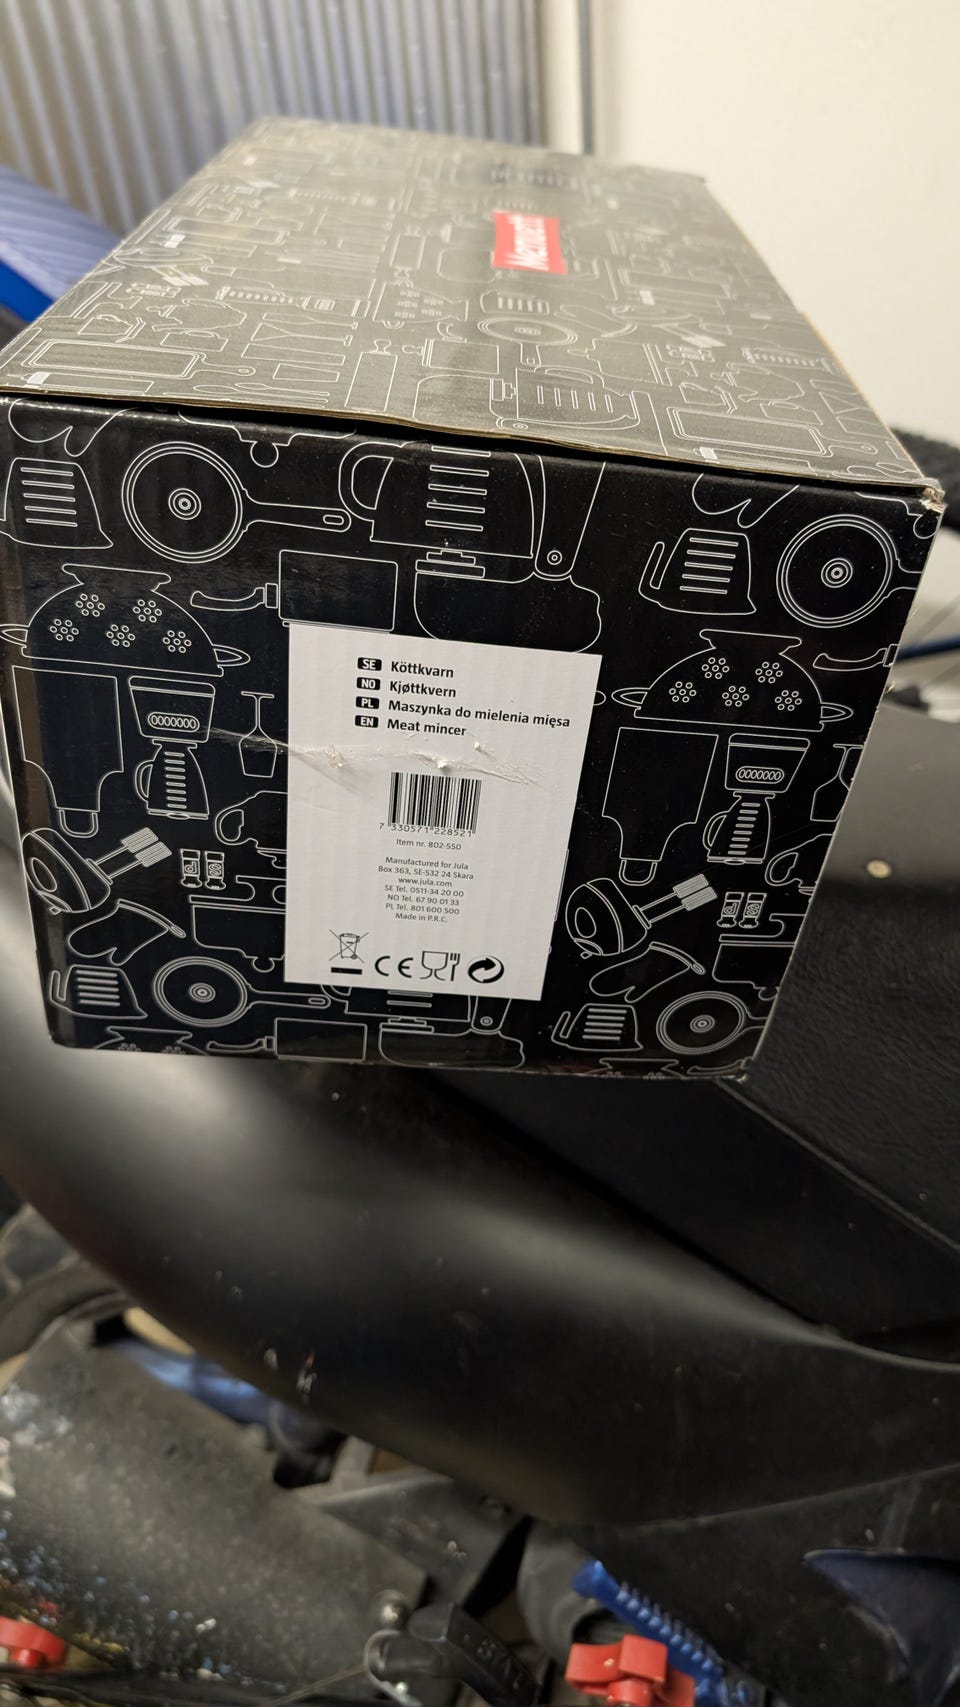 Menuett
SE Köttkvarn
NO Kjøttkvern
PL Maszynka do mielenia mięsa
EN Meat mincer
7 330571 228521
Item nr. 802-550
Manufactured for Jula
Box 363, SE-532 24 Skara
www.jula.com
SE Tel. 0511-34 20 00
NO Tel. 67 90 01 33
PL Tel. 801 600 500
Made in P.R.C.
CE